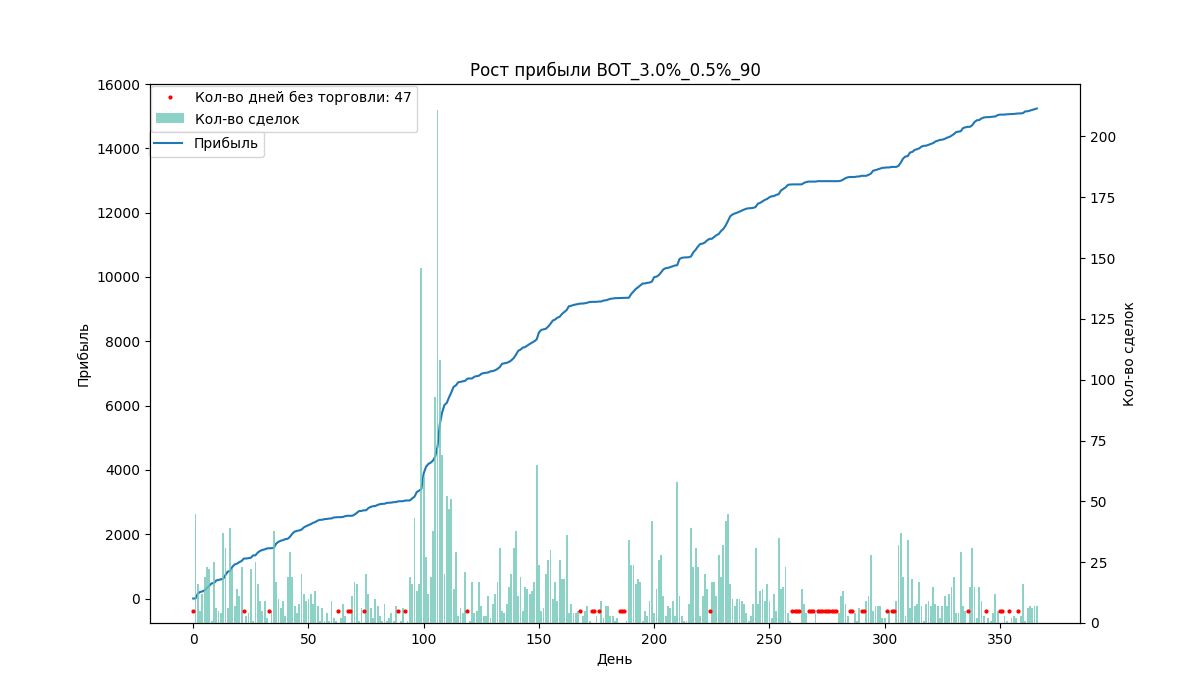 Рост прибыли BOT_3.0%_0.5%_90
Кол-во дней без торговли: 47
Кол-во сделок
Прибыль
16000
14000
12000
10000
8000
6000
4000
2000
0
Прибыль
200
175
150
125
100
75
50
25
0
Кол-во сделок
0 50 100 150 200 250 300 350
День